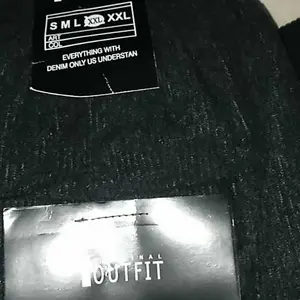 S M L XXL XXL
ART
COL
EVERYTHING WITH
DENIM ONLY US UNDERSTAN
OUTFIT